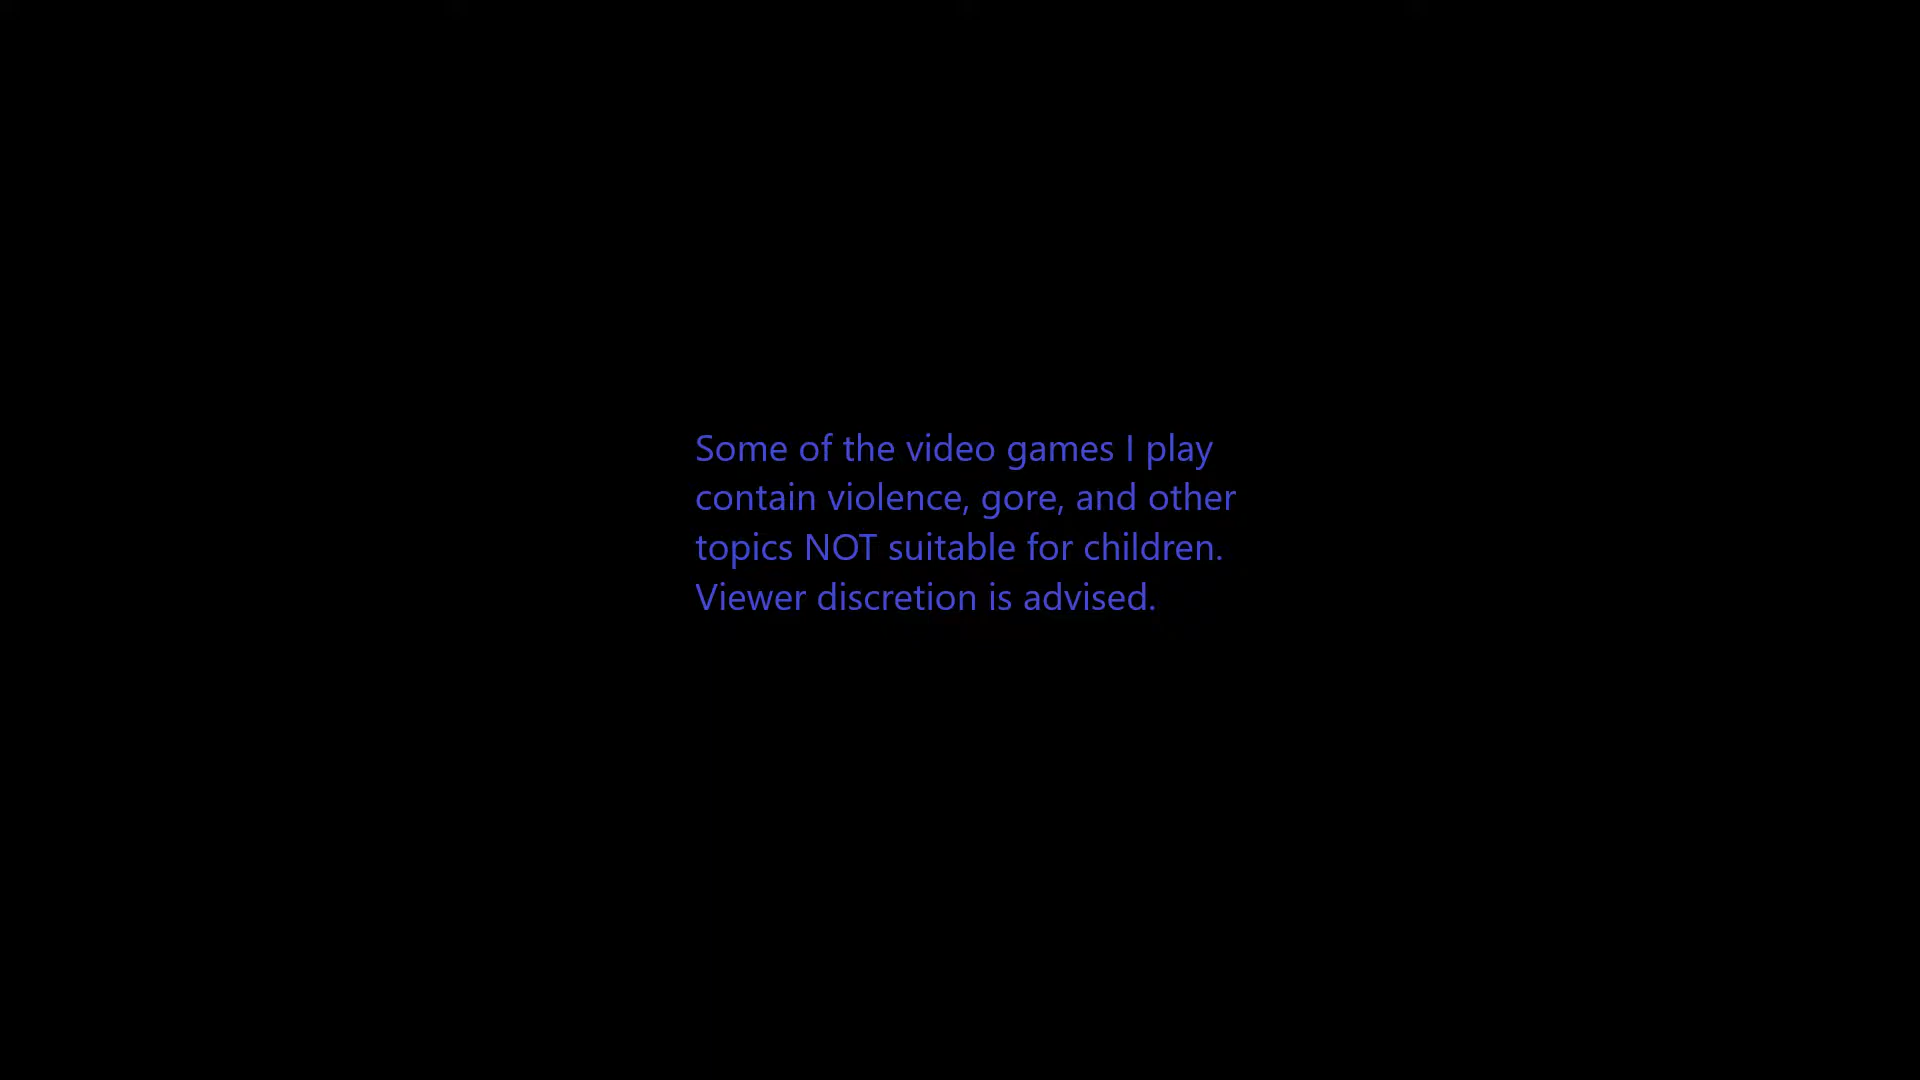 Some of the video games I play
contain violence, gore, and other
topics NOT suitable for children.
Viewer discretion is advised.